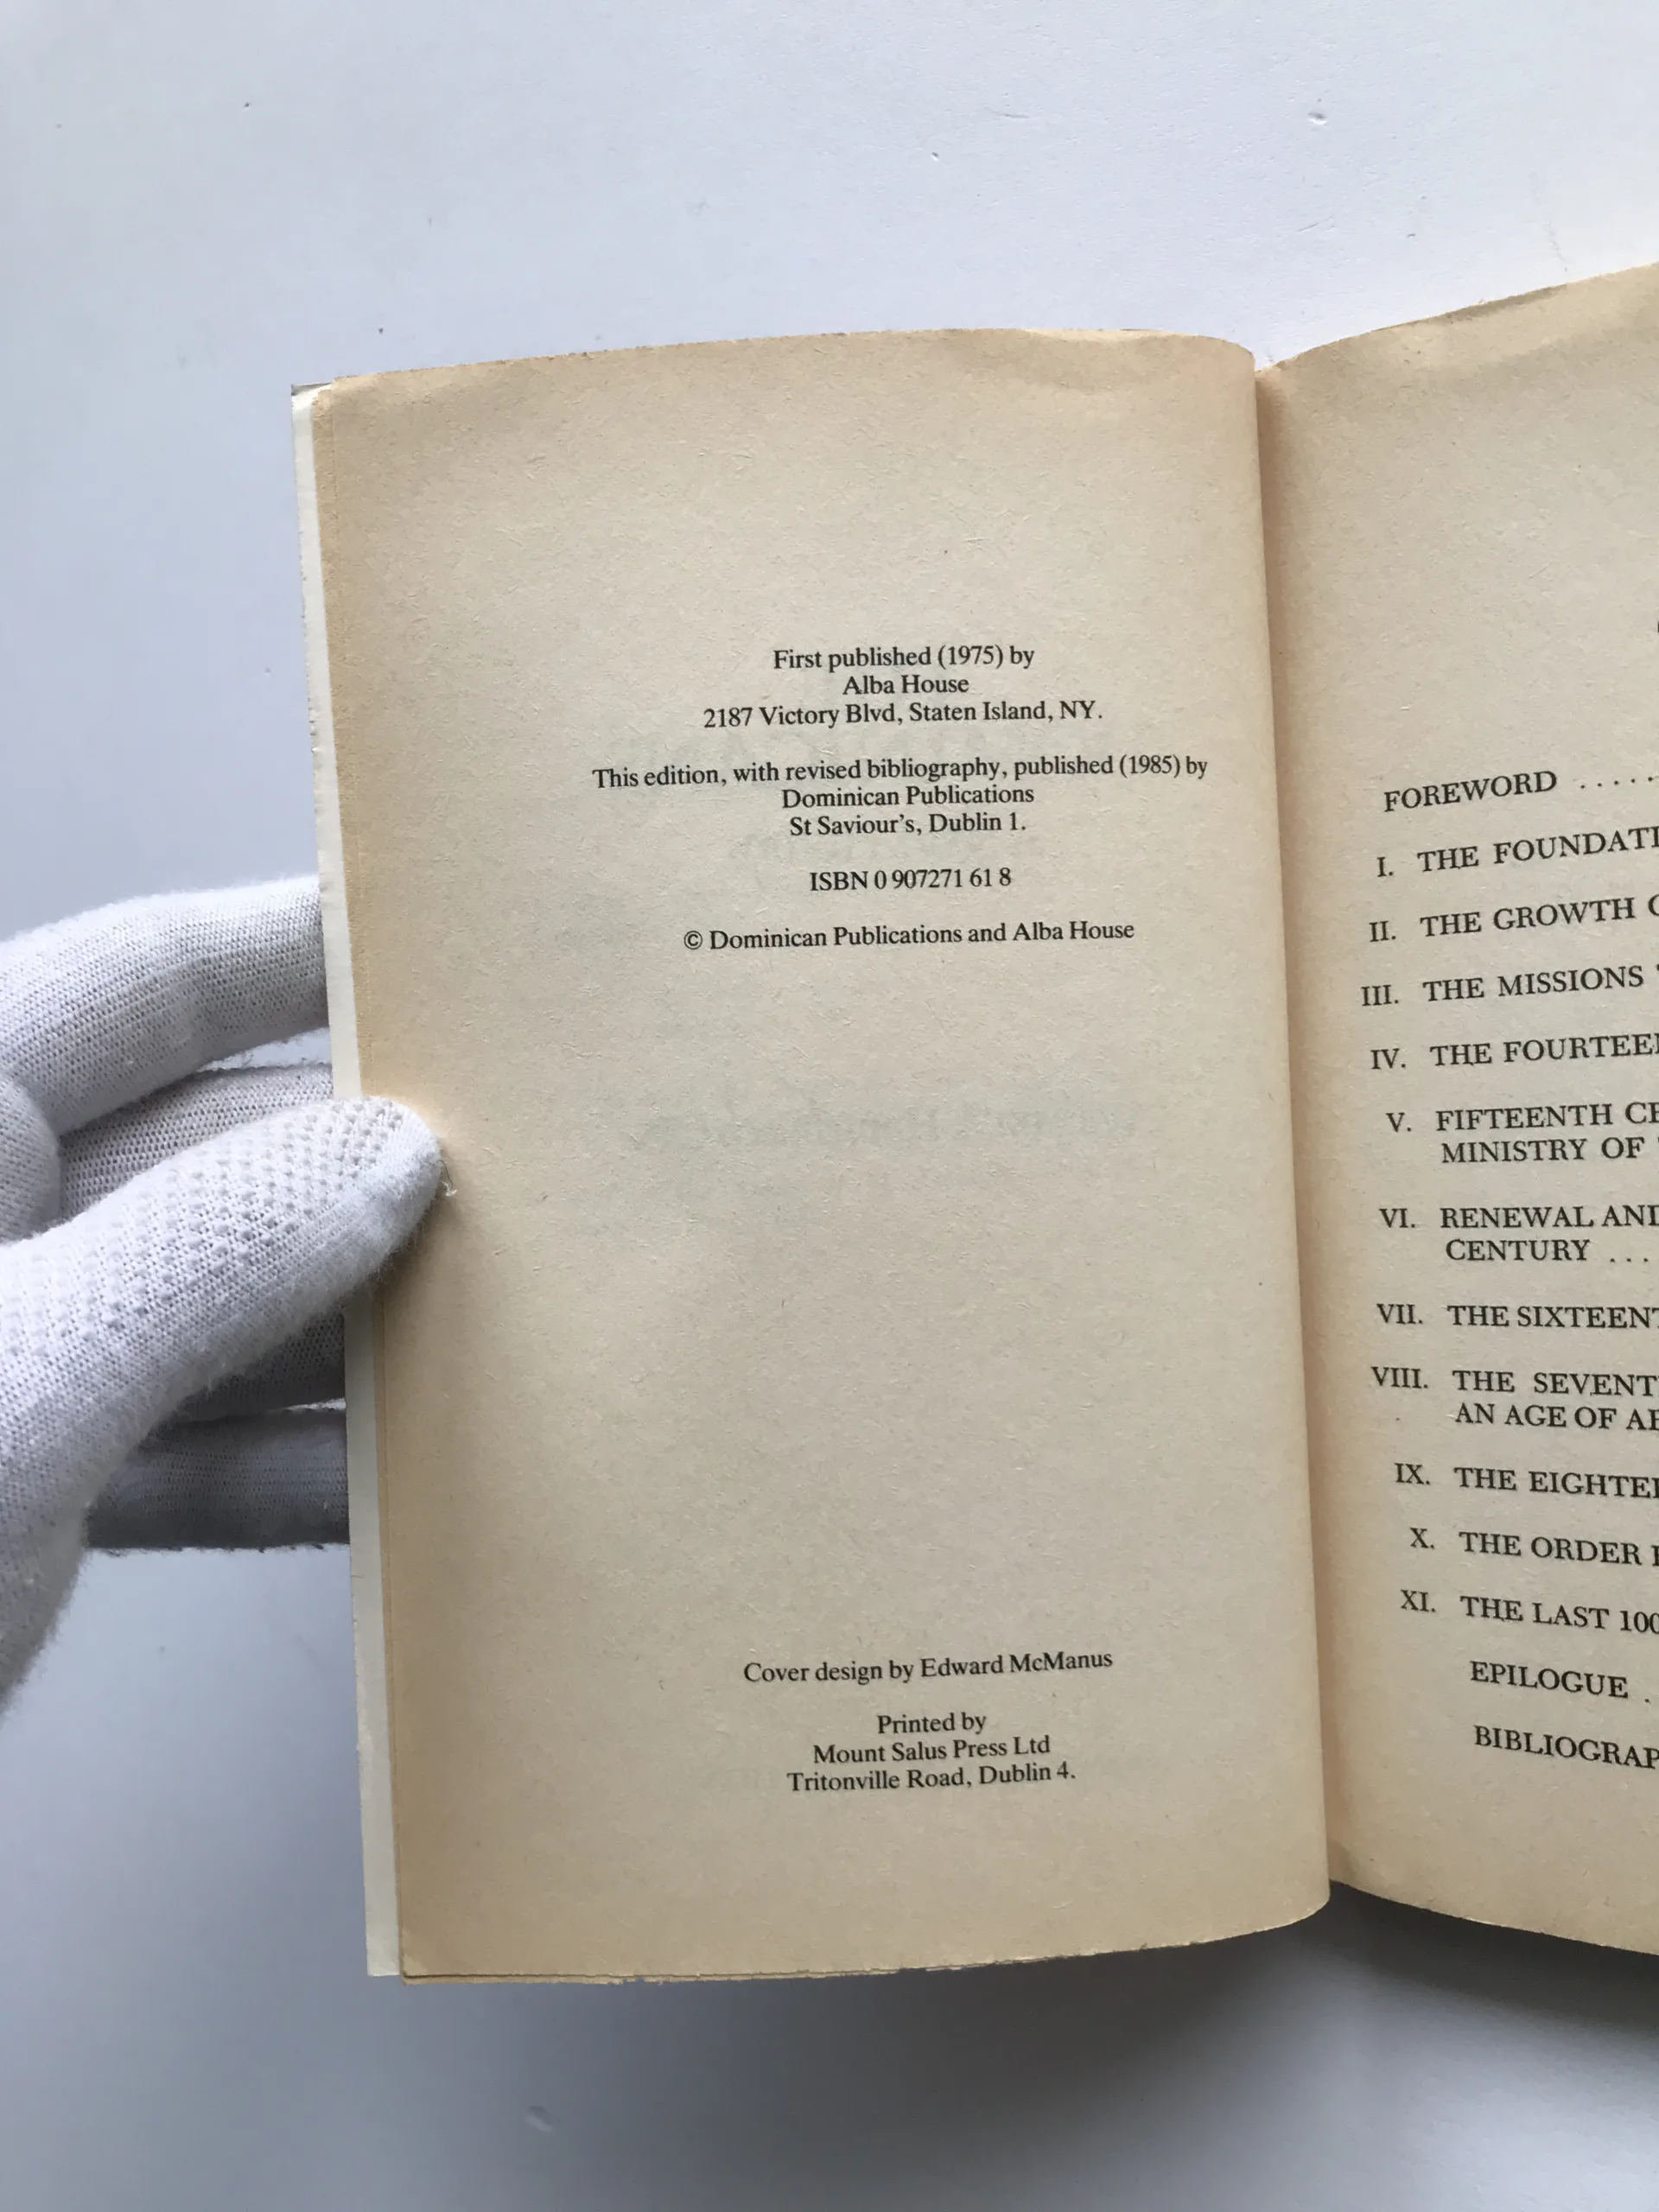 First published (1975) by
Alba House
2187 Victory Blvd, Staten Island, NY.
This edition, with revised bibliography, published (1985) by
Dominican Publications
St Saviour's, Dublin 1.
ISBN 0 907271 61 8
© Dominican Publications and Alba House
Cover design by Edward McManus
Printed by
Mount Salus Press Ltd
Tritonville Road, Dublin 4.
FOREWORD .....
I. THE FOUNDATI
II. THE GROWTH
III. THE MISSIONS
IV. THE FOURTEE
V. FIFTEENTH CE
MINISTRY OF
VI. RENEWAL AND
CENTURY ...
VII. THE SIXTEENT
VIII. THE SEVENT
AN AGE OF
IX. THE EIGHTE
X. THE ORDER
XI. THE LAST 100
EPILOGUE .
BIBLIOGRAP